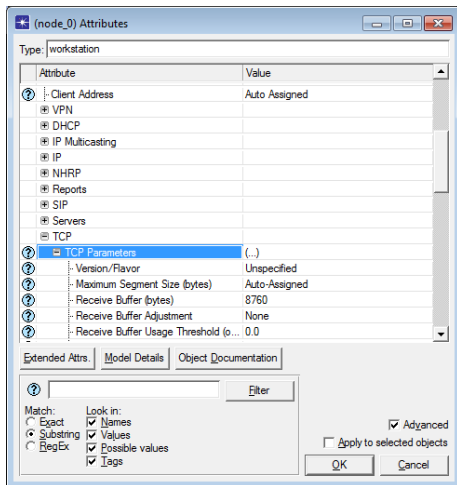 (node_0) Attributes
Type: workstation
Attribute Value
Client Address Auto Assigned
VPN
DHCP
IP Multicasting
IP
NHRP
Reports
SIP
Servers
TCP
TCP Parameters (...)
Version/Flavor Unspecified
Maximum Segment Size (bytes) Auto-Assigned
Receive Buffer (bytes) 8760
Receive Buffer Adjustment None
Receive Buffer Usage Threshold (o... 0.0
Extended Attrs. Model Details Object Documentation
Filter
Match: Look in:
Exact Names
Substring Values
RegEx Possible values
Tags
Advanced
Apply to selected objects
OK Cancel